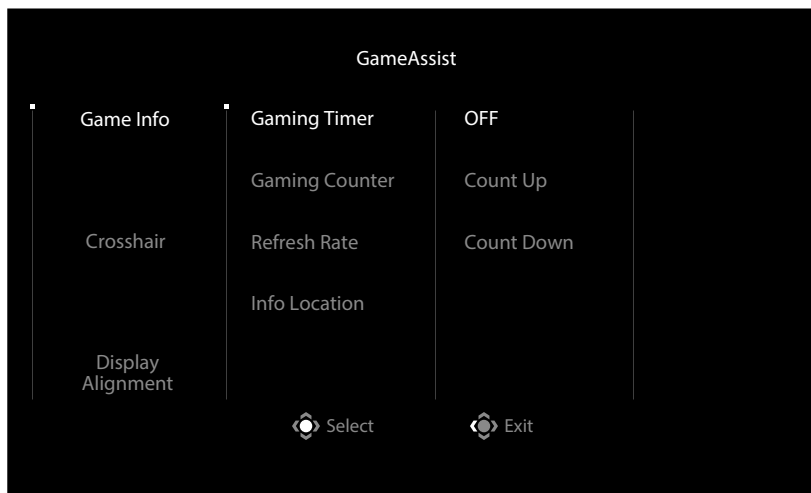 GameAssist
Game Info
Gaming Timer
OFF
Gaming Counter
Count Up
Crosshair
Refresh Rate
Count Down
Info Location
Display
Alignment
Select
Exit